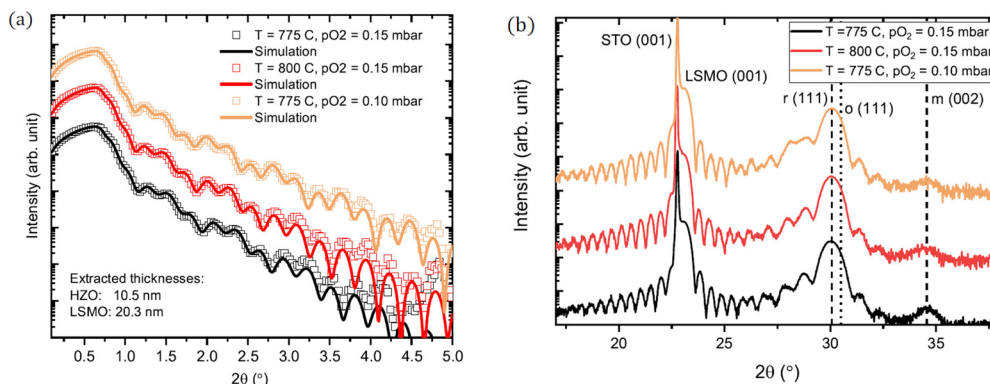 (a)
T = 775 C, pO2 = 0.15 mbar
Simulation
T = 800 C, pO2 = 0.15 mbar
Simulation
T = 775 C, pO2 = 0.10 mbar
Simulation
Intensity (arb. unit)
Extracted thicknesses:
HZO: 10.5 nm
LSMO: 20.3 nm
0.5 1.0 1.5 2.0 2.5 3.0 3.5 4.0 4.5 5.0
2θ (°)
(b)
T =775 C, pO₂ = 0.15 mbar
T = 800 C, pO₂ = 0.15 mbar
T = 775 C, pO₂ = 0.10 mbar
STO (001)
LSMO (001)
r (111)
o (111)
m (002)
Intensity (arb. unit)
20 25 30 35
2θ (°)